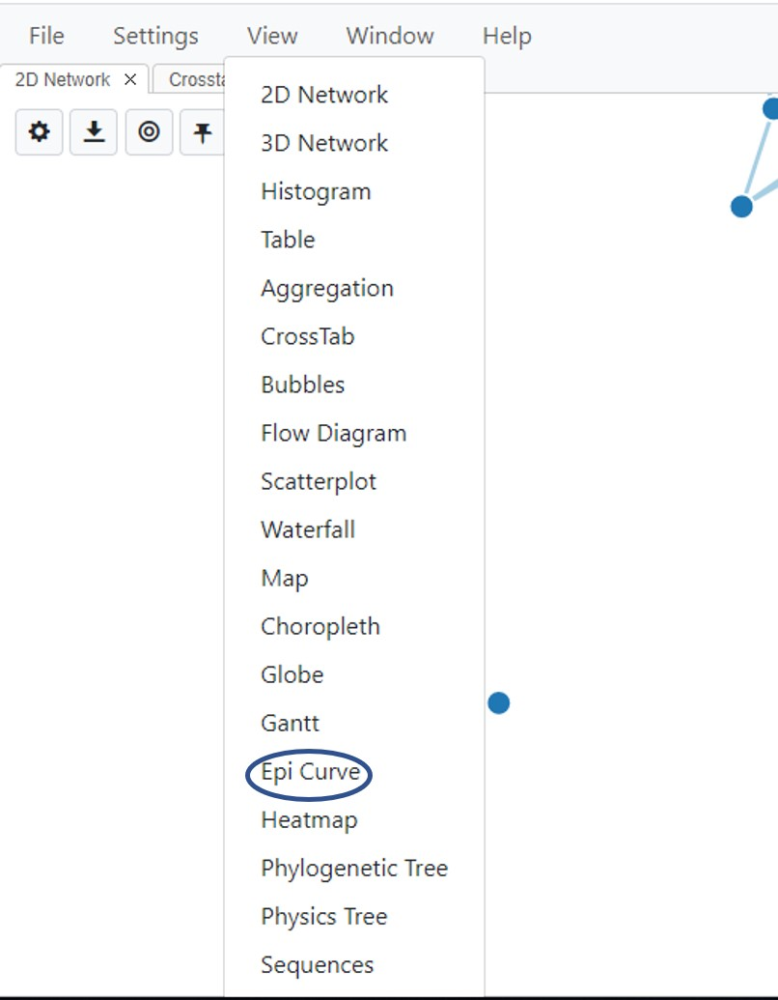 File Settings View Window Help
2D Network × Crossta
2D Network
3D Network
Histogram
Table
Aggregation
CrossTab
Bubbles
Flow Diagram
Scatterplot
Waterfall
Map
Choropleth
Globe
Gantt
Epi Curve
Heatmap
Phylogenetic Tree
Physics Tree
Sequences